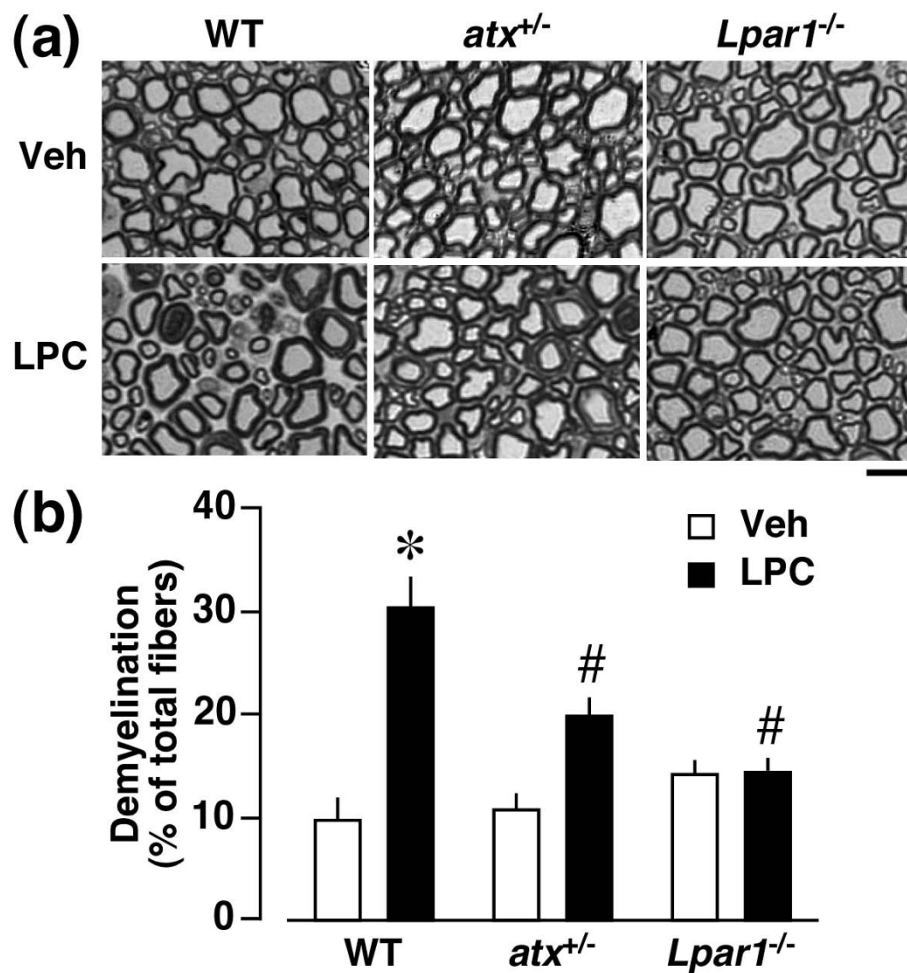 (a)
WT atx+/- Lpar1-/-
Veh
LPC
(b)
Demyelination
(% of total fibers)
40
30
20
10
0
Veh
LPC
*
#
#
WT atx+/- Lpar1-/-